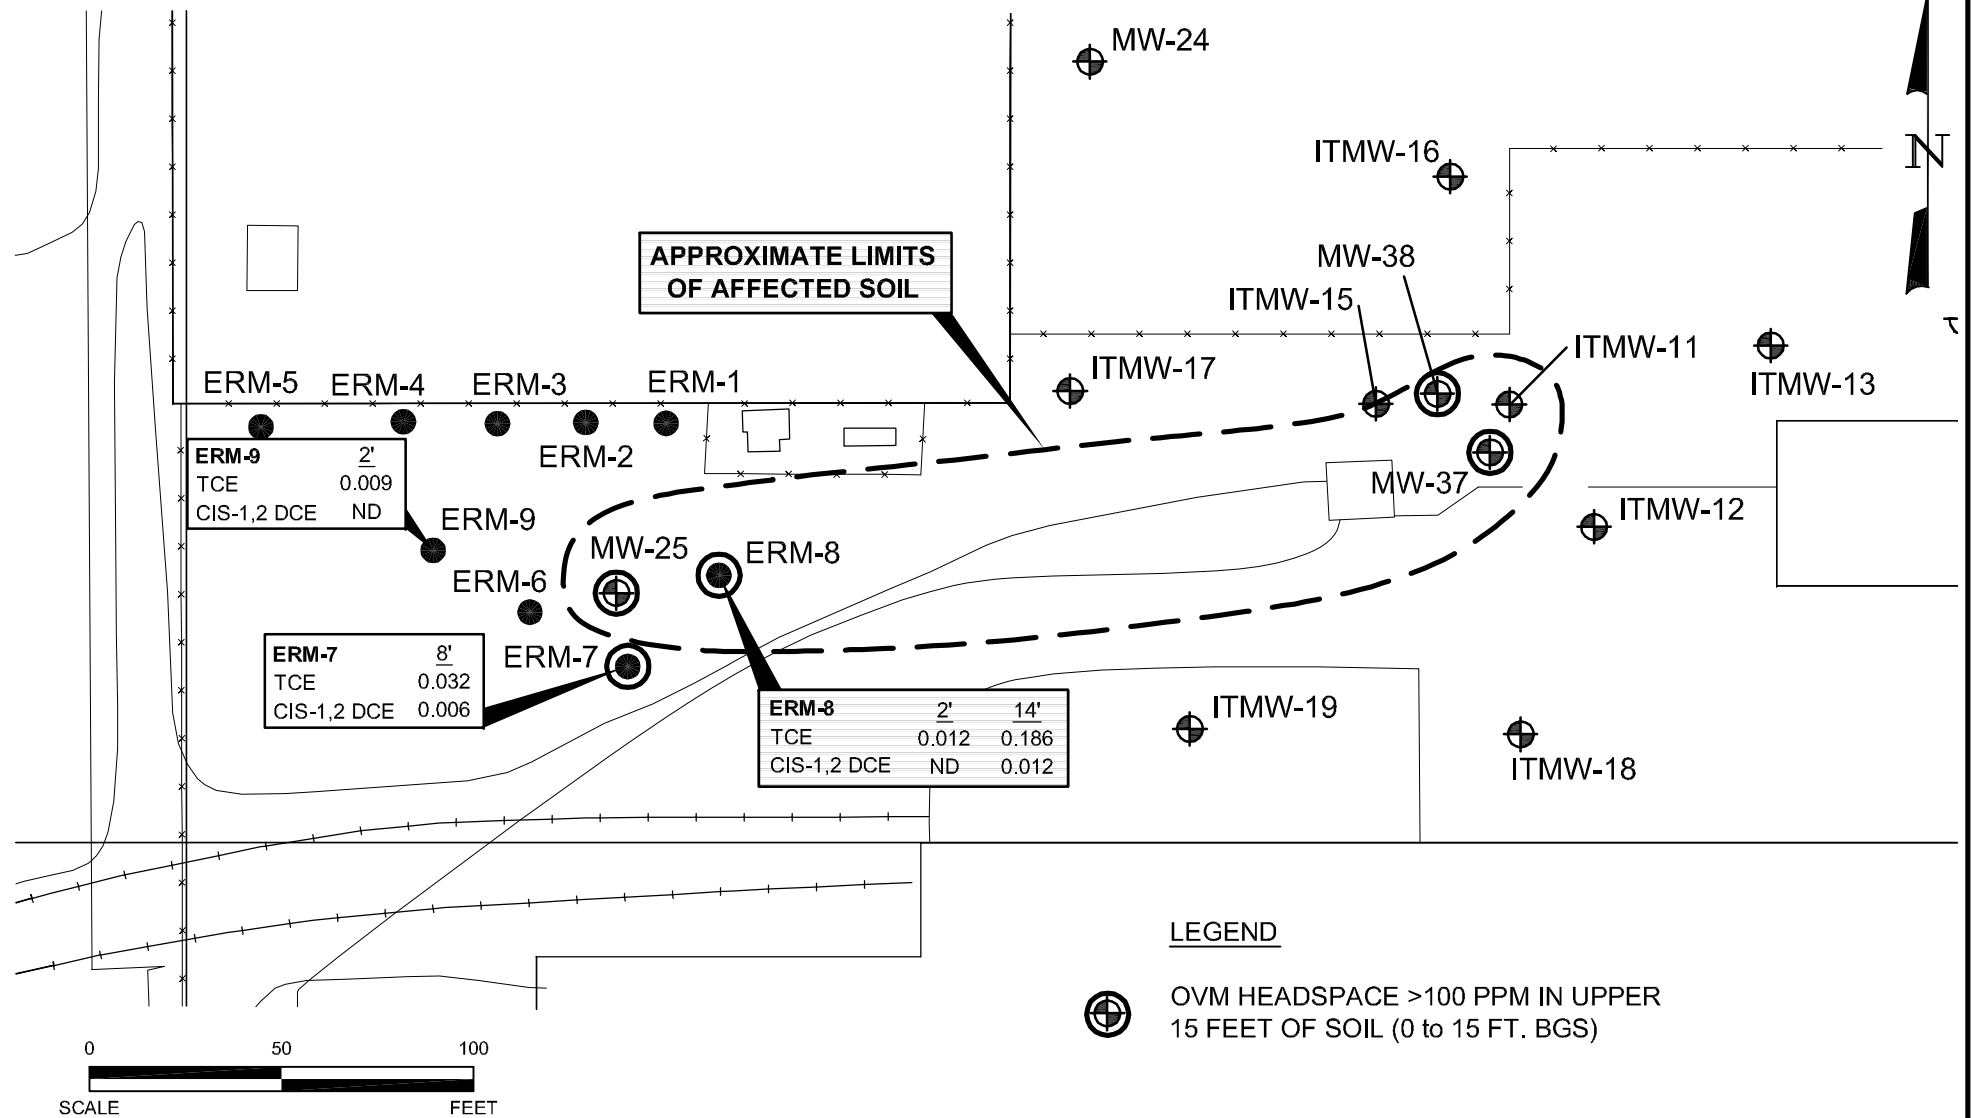 MW-24
ITMW-16
N
APPROXIMATE LIMITS
OF AFFECTED SOIL
MW-38
ITMW-15
ITMW-11
ITMW-17
ITMW-13
ERM-5
ERM-4
ERM-3
ERM-1
ERM-2
ERM-9 2'
TCE 0.009
CIS-1,2 DCE ND
MW-37
ITMW-12
ERM-9
MW-25
ERM-8
ERM-6
ERM-7
ERM-7 8'
TCE 0.032
CIS-1,2 DCE 0.006
ERM-8 2' 14'
TCE 0.012 0.186
CIS-1,2 DCE ND 0.012
ITMW-19
ITMW-18
LEGEND
OVM HEADSPACE >100 PPM IN UPPER
15 FEET OF SOIL (0 to 15 FT. BGS)
0 50 100
SCALE FEET